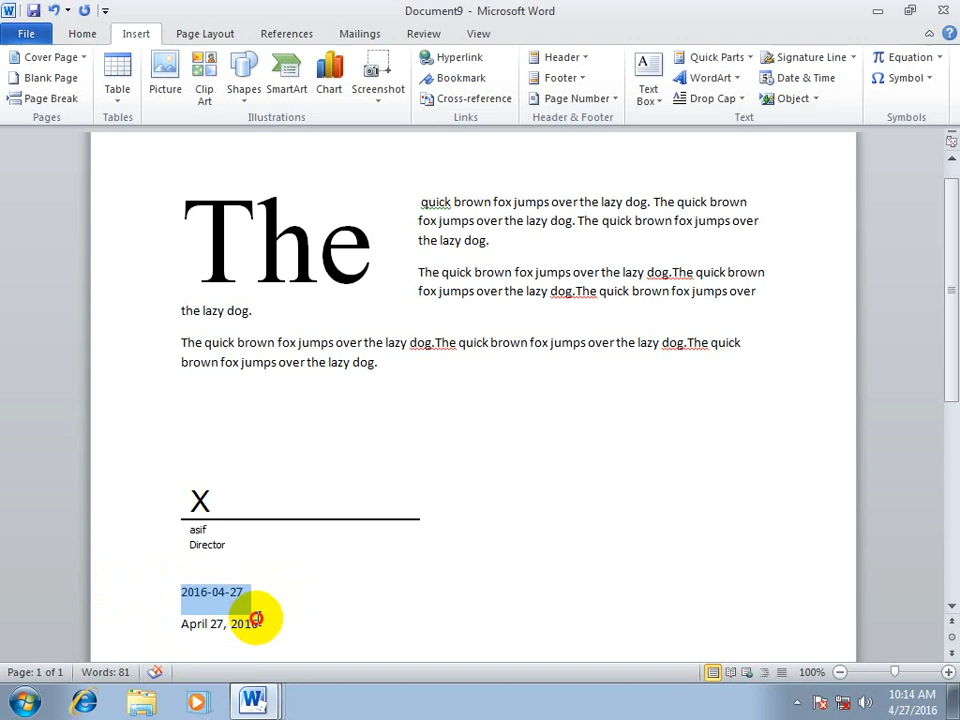 Document9 - Microsoft Word
File Home Insert Page Layout References Mailings Review View
Cover Page
Blank Page
Page Break
Pages
Table
Tables
Picture
Clip Art
Shapes
SmartArt
Chart
Screenshot
Illustrations
Hyperlink
Bookmark
Cross-reference
Links
Header
Footer
Page Number
Header & Footer
Text Box
Quick Parts
WordArt
Drop Cap
Signature Line
Date & Time
Object
Text
Equation
Symbol
Symbols
The
quick brown fox jumps over the lazy dog. The quick brown
fox jumps over the lazy dog. The quick brown fox jumps over
the lazy dog.
The quick brown fox jumps over the lazy dog.The quick brown
fox jumps over the lazy dog.The quick brown fox jumps over
the lazy dog.
The quick brown fox jumps over the lazy dog.The quick brown fox jumps over the lazy dog.The quick
brown fox jumps over the lazy dog.
X
asif
Director
2016-04-27
April 27, 2016
Page: 1 of 1 Words: 81 100%
10:14 AM
4/27/2016